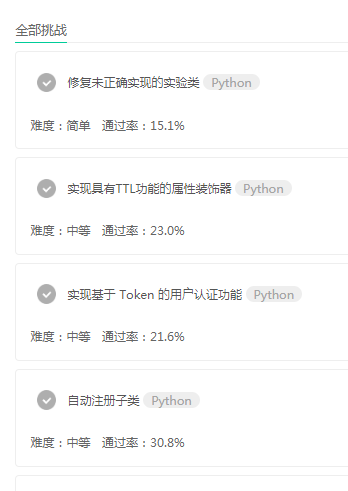 全部挑战
修复未正确实现的实验类 Python
难度：简单 通过率：15.1%
实现具有TTL功能的属性装饰器 Python
难度：中等 通过率：23.0%
实现基于 Token 的用户认证功能 Python
难度：中等 通过率：21.6%
自动注册子类 Python
难度：中等 通过率：30.8%